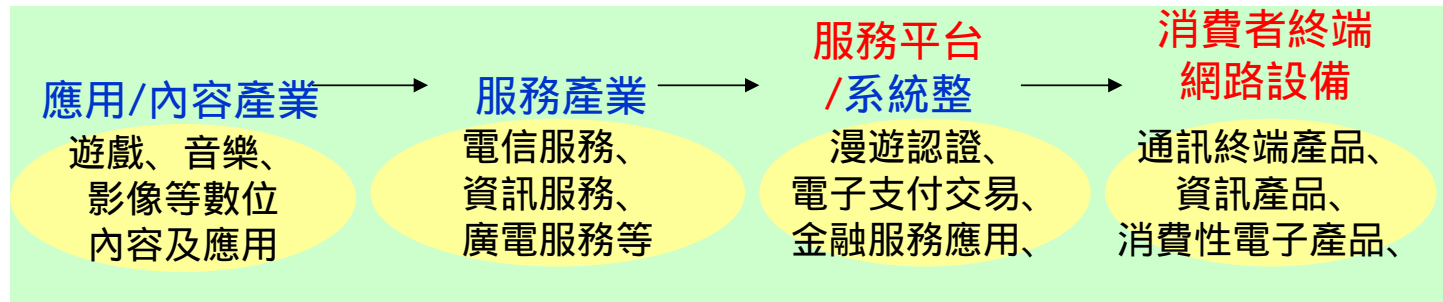 應用/內容產業
遊戲、音樂、
影像等數位
內容及應用
服務產業
電信服務、
資訊服務、
廣電服務等
服務平台
/系統整
漫遊認證、
電子支付交易、
金融服務應用、
消費者終端
網路設備
通訊終端產品、
資訊產品、
消費性電子產品、